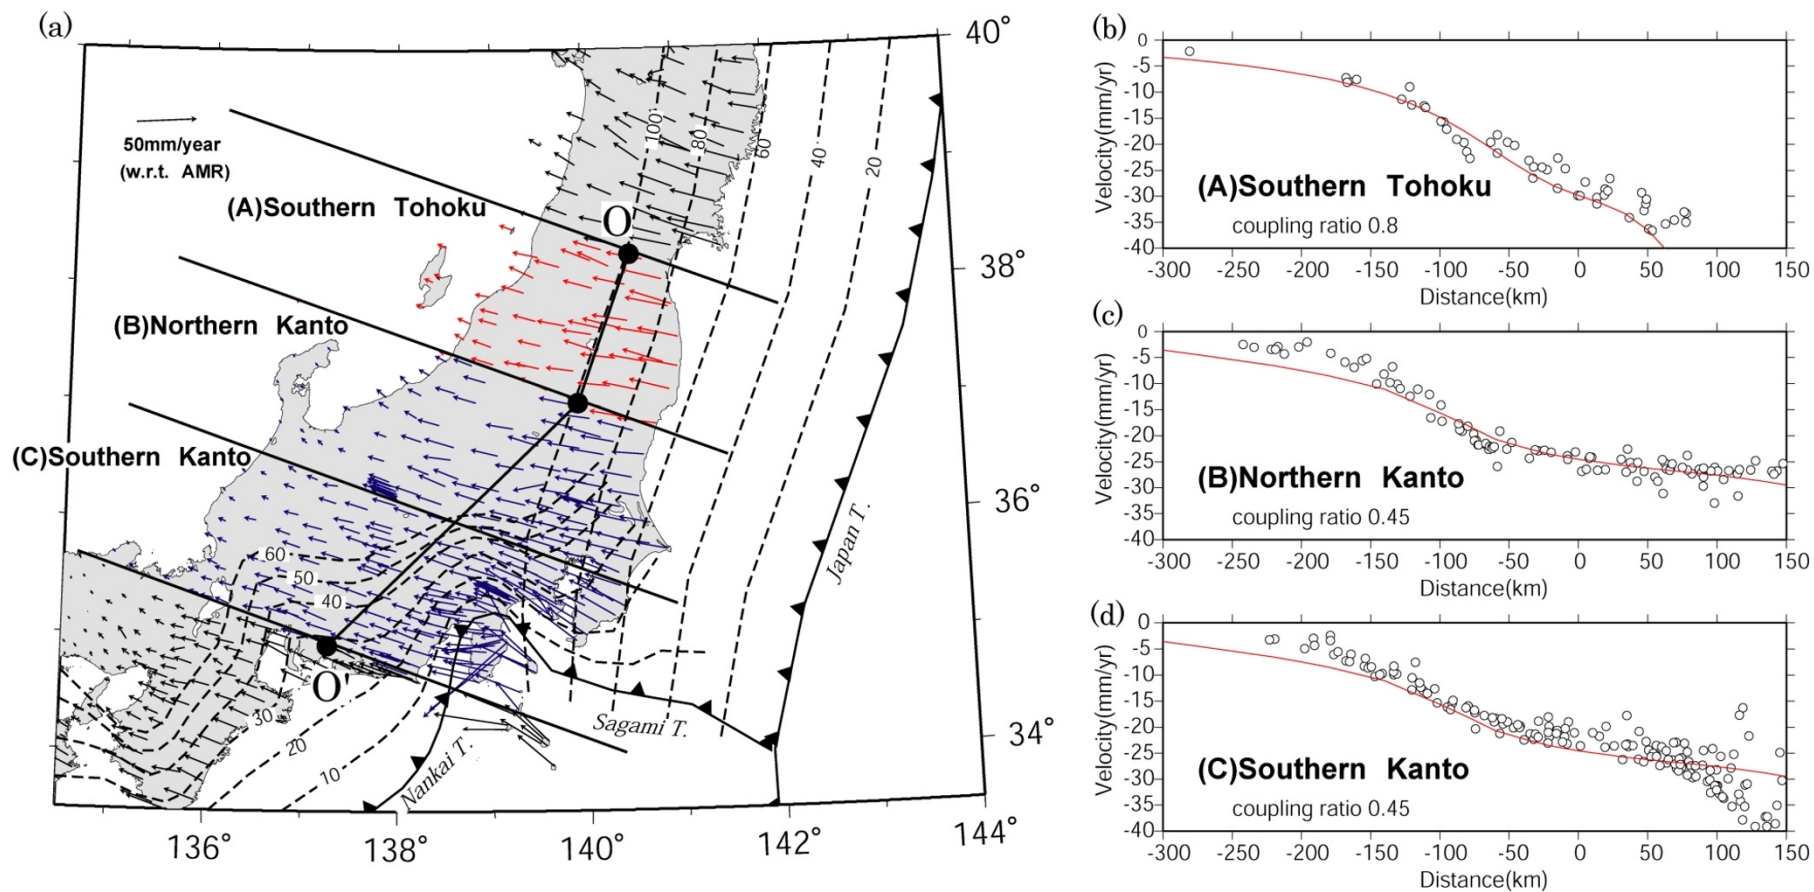 (a)
40°
50mm/year
(w.r.t. AMR)
100
80
60
40
20
(A)Southern Tohoku
O
38°
(B)Northern Kanto
(C)Southern Kanto
36°
60
50
40
Japan T.
O'
30
20
10
Sagami T.
Nankai T.
34°
136°
138°
140°
142°
144°
(b)
0
-5
-10
-15
-20
-25
-30
-35
-40
Velocity(mm/yr)
(A)Southern Tohoku
coupling ratio 0.8
-300 -250 -200 -150 -100 -50 0 50 100 150
Distance(km)
(c)
0
-5
-10
-15
-20
-25
-30
-35
-40
Velocity(mm/yr)
(B)Northern Kanto
coupling ratio 0.45
-300 -250 -200 -150 -100 -50 0 50 100 150
Distance(km)
(d)
0
-5
-10
-15
-20
-25
-30
-35
-40
Velocity(mm/yr)
(C)Southern Kanto
coupling ratio 0.45
-300 -250 -200 -150 -100 -50 0 50 100 150
Distance(km)